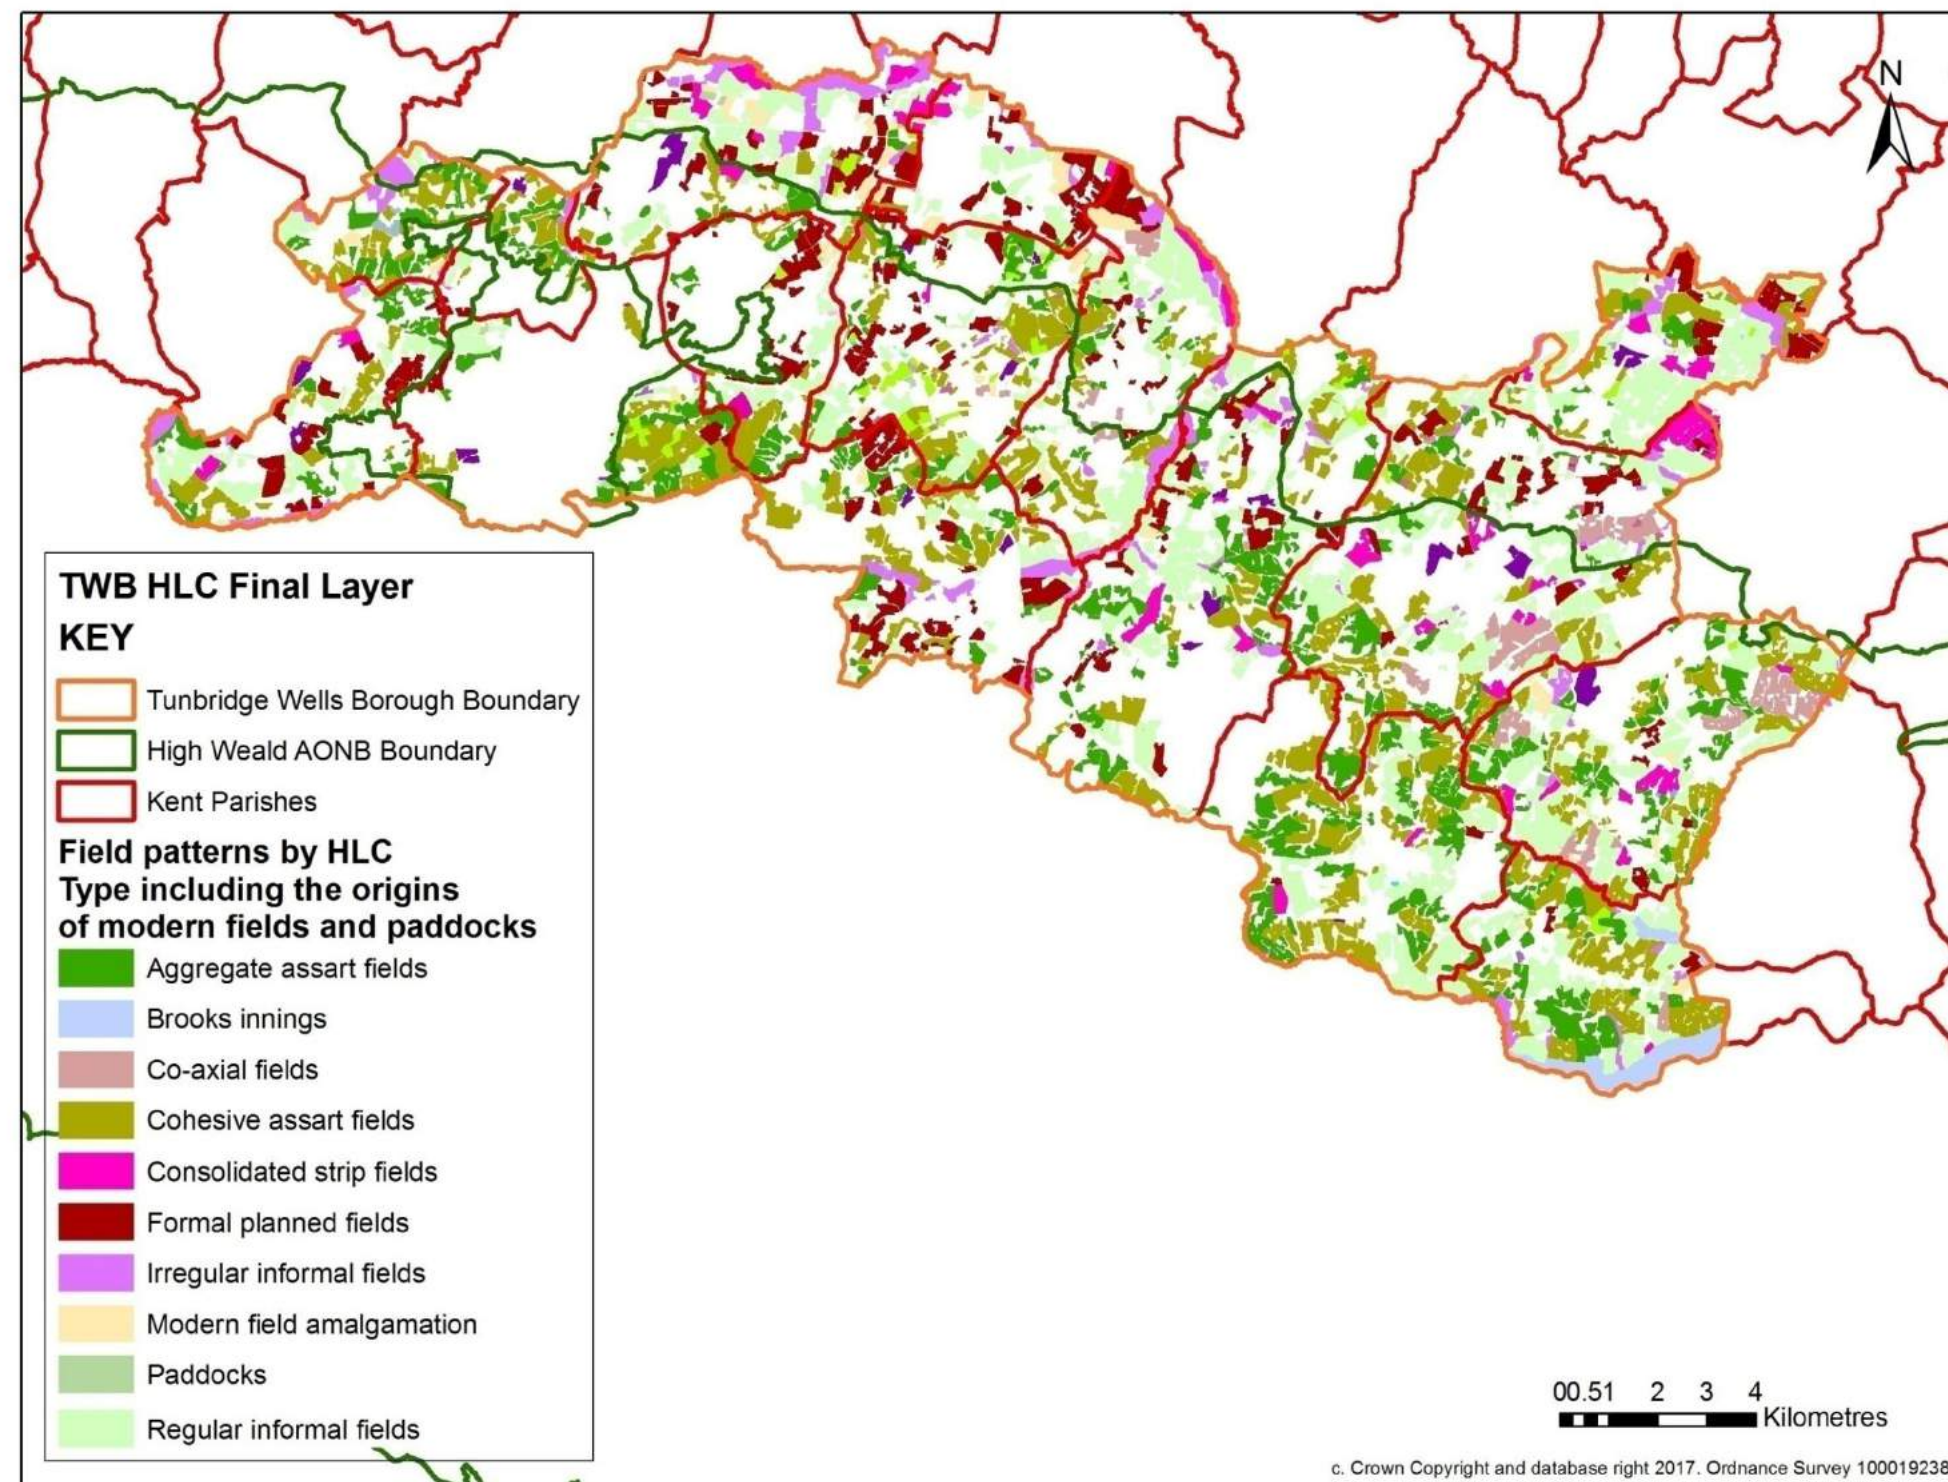 N
TWB HLC Final Layer
KEY
Tunbridge Wells Borough Boundary
High Weald AONB Boundary
Kent Parishes
Field patterns by HLC
Type including the origins
of modern fields and paddocks
Aggregate assart fields
Brooks innings
Co-axial fields
Cohesive assart fields
Consolidated strip fields
Formal planned fields
Irregular informal fields
Modern field amalgamation
Paddocks
Regular informal fields
00.51 2 3 4
Kilometres
c. Crown Copyright and database right 2017. Ordnance Survey 100019238